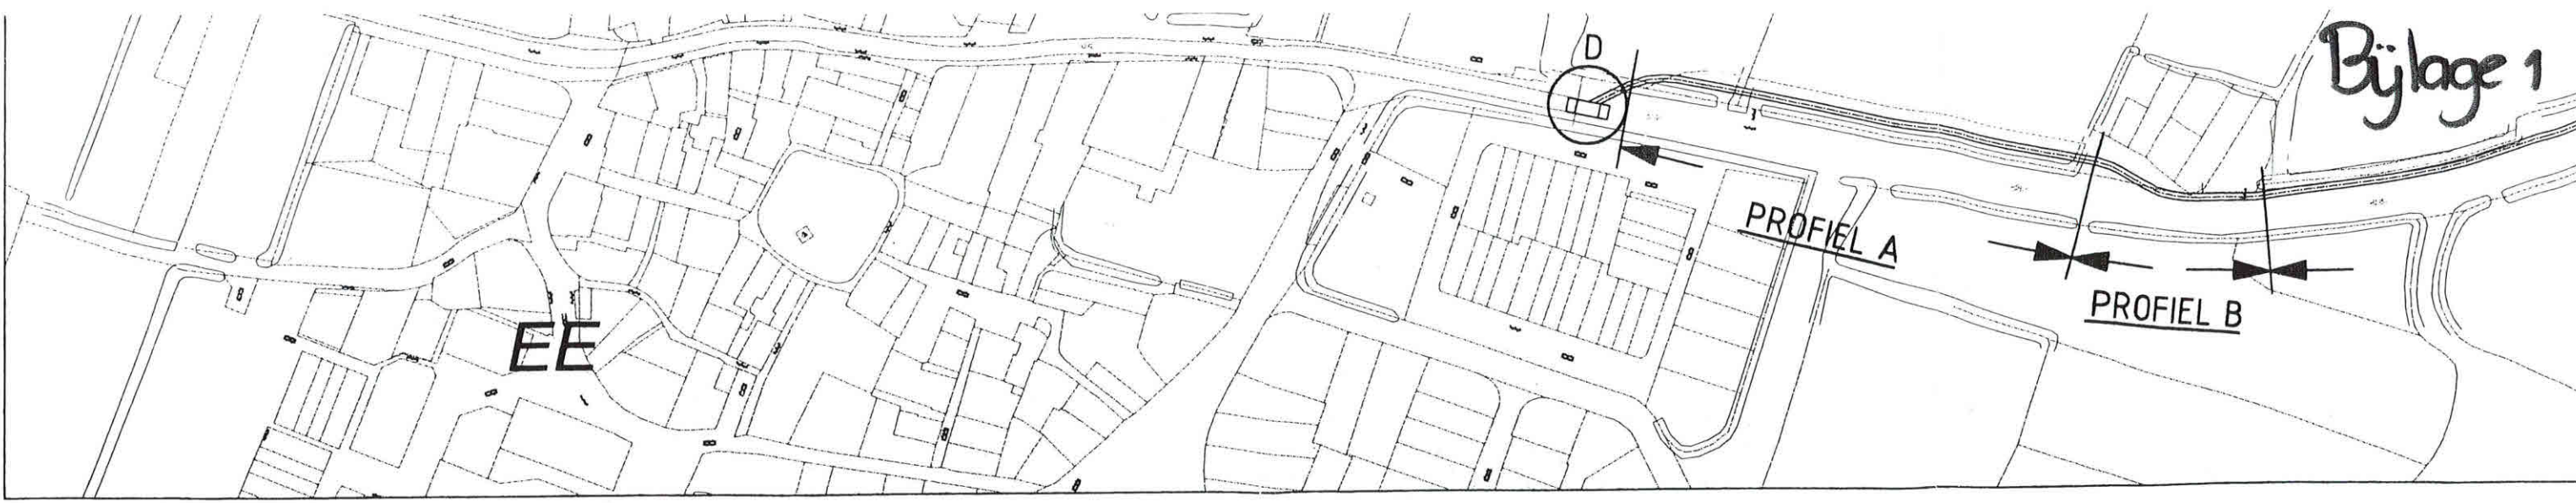 Bijlage 1
D
PROFIEL A
PROFIEL B
EE